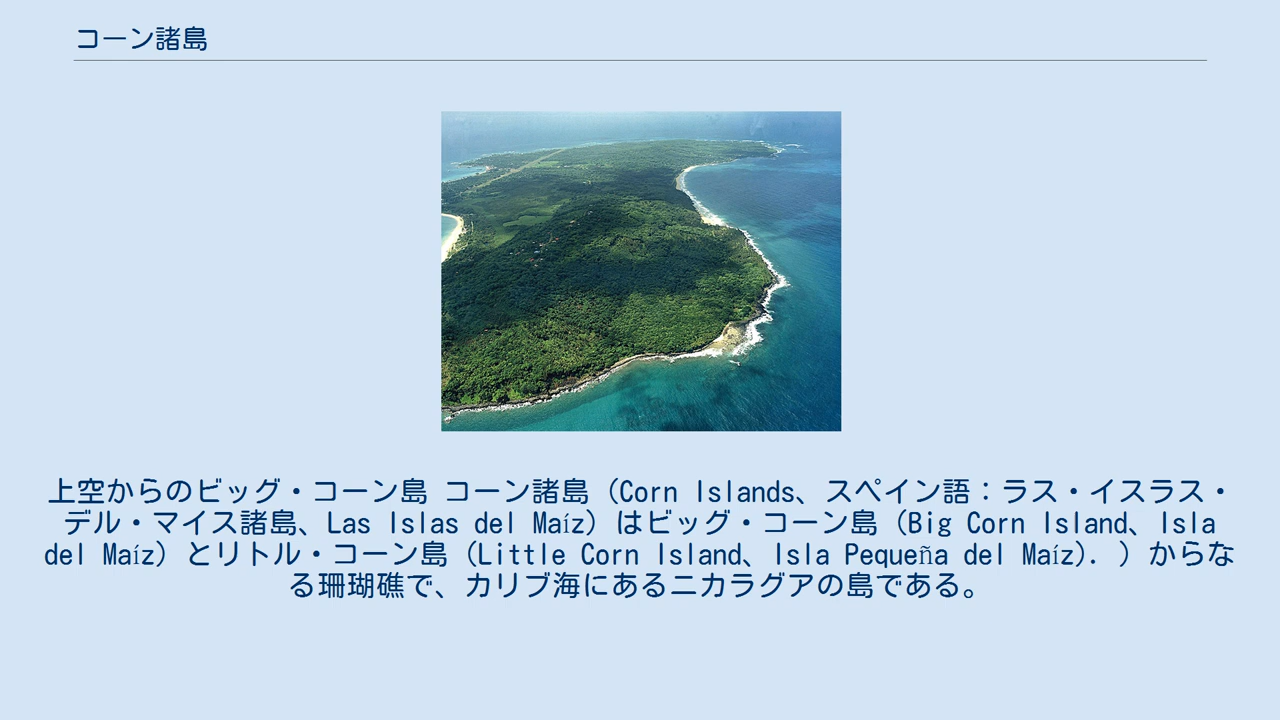 コーン諸島
上空からのビッグ・コーン島 コーン諸島（Corn Islands、スペイン語：ラス・イスラス・
デル・マイス諸島、Las Islas del Maíz）はビッグ・コーン島（Big Corn Island、Isla
del Maíz）とリトル・コーン島（Little Corn Island、Isla Pequeña del Maíz). ）からな
る珊瑚礁で、カリブ海にあるニカラグアの島である。